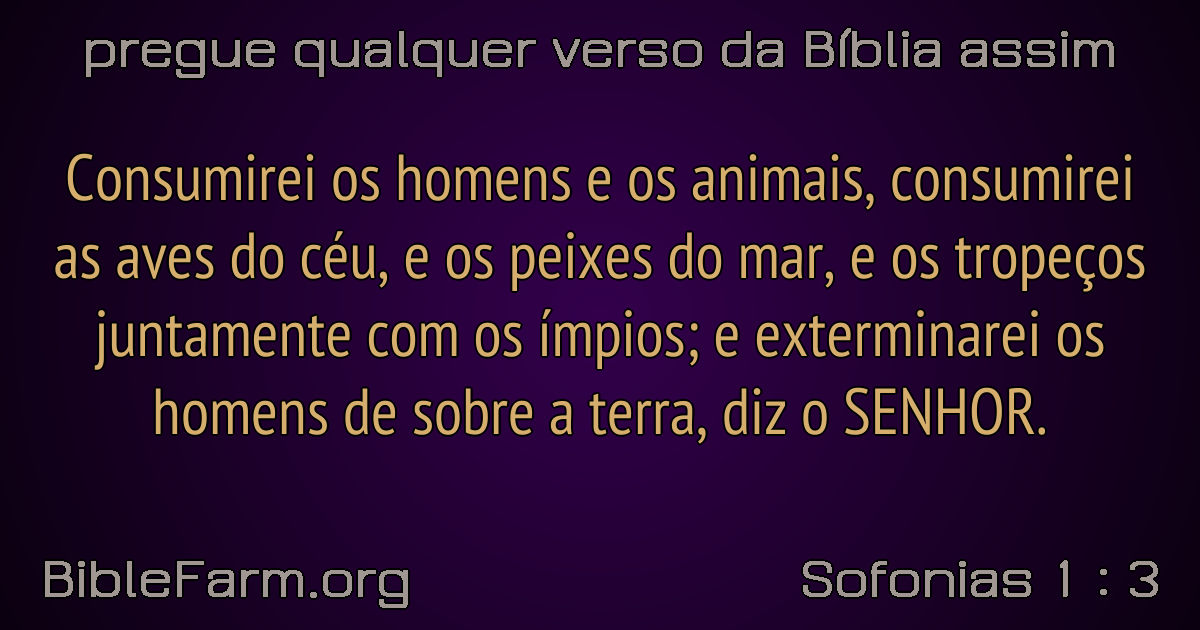 pregue qualquer verso da Bíblia assim
Consumirei os homens e os animais, consumirei
as aves do céu, e os peixes do mar, e os tropeços
juntamente com os ímpios; e exterminarei os
homens de sobre a terra, diz o SENHOR.
BibleFarm.org
Sofonias 1 : 3